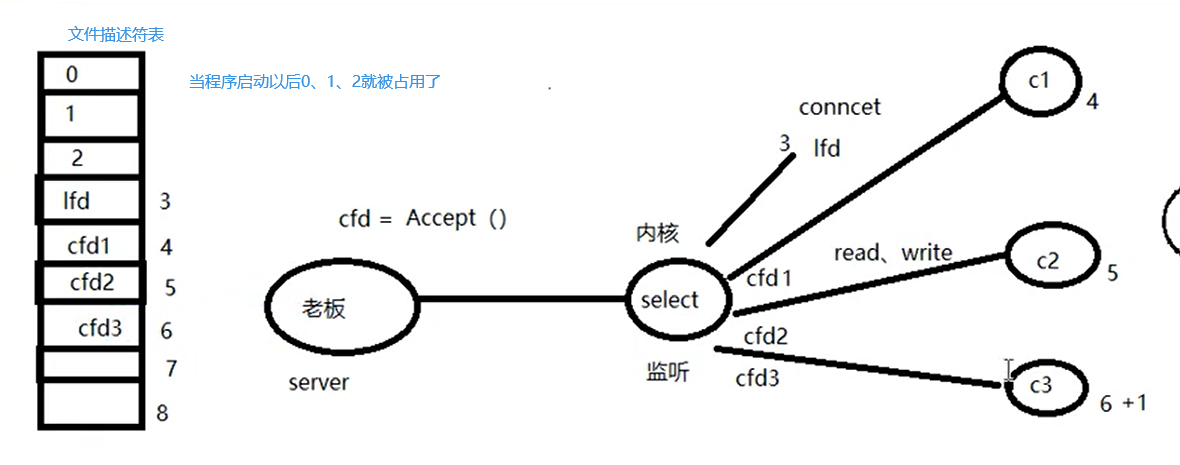 文件描述符表
0
当程序启动以后0、1、2就被占用了
1
2
lfd 3
cfd1 4
cfd2 5
cfd3 6
7
8
cfd = Accept（）
老板
server
内核
select
监听
conncet
3 lfd
c1 4
cfd1
read、write
c2 5
cfd2
cfd3
c3 6 +1